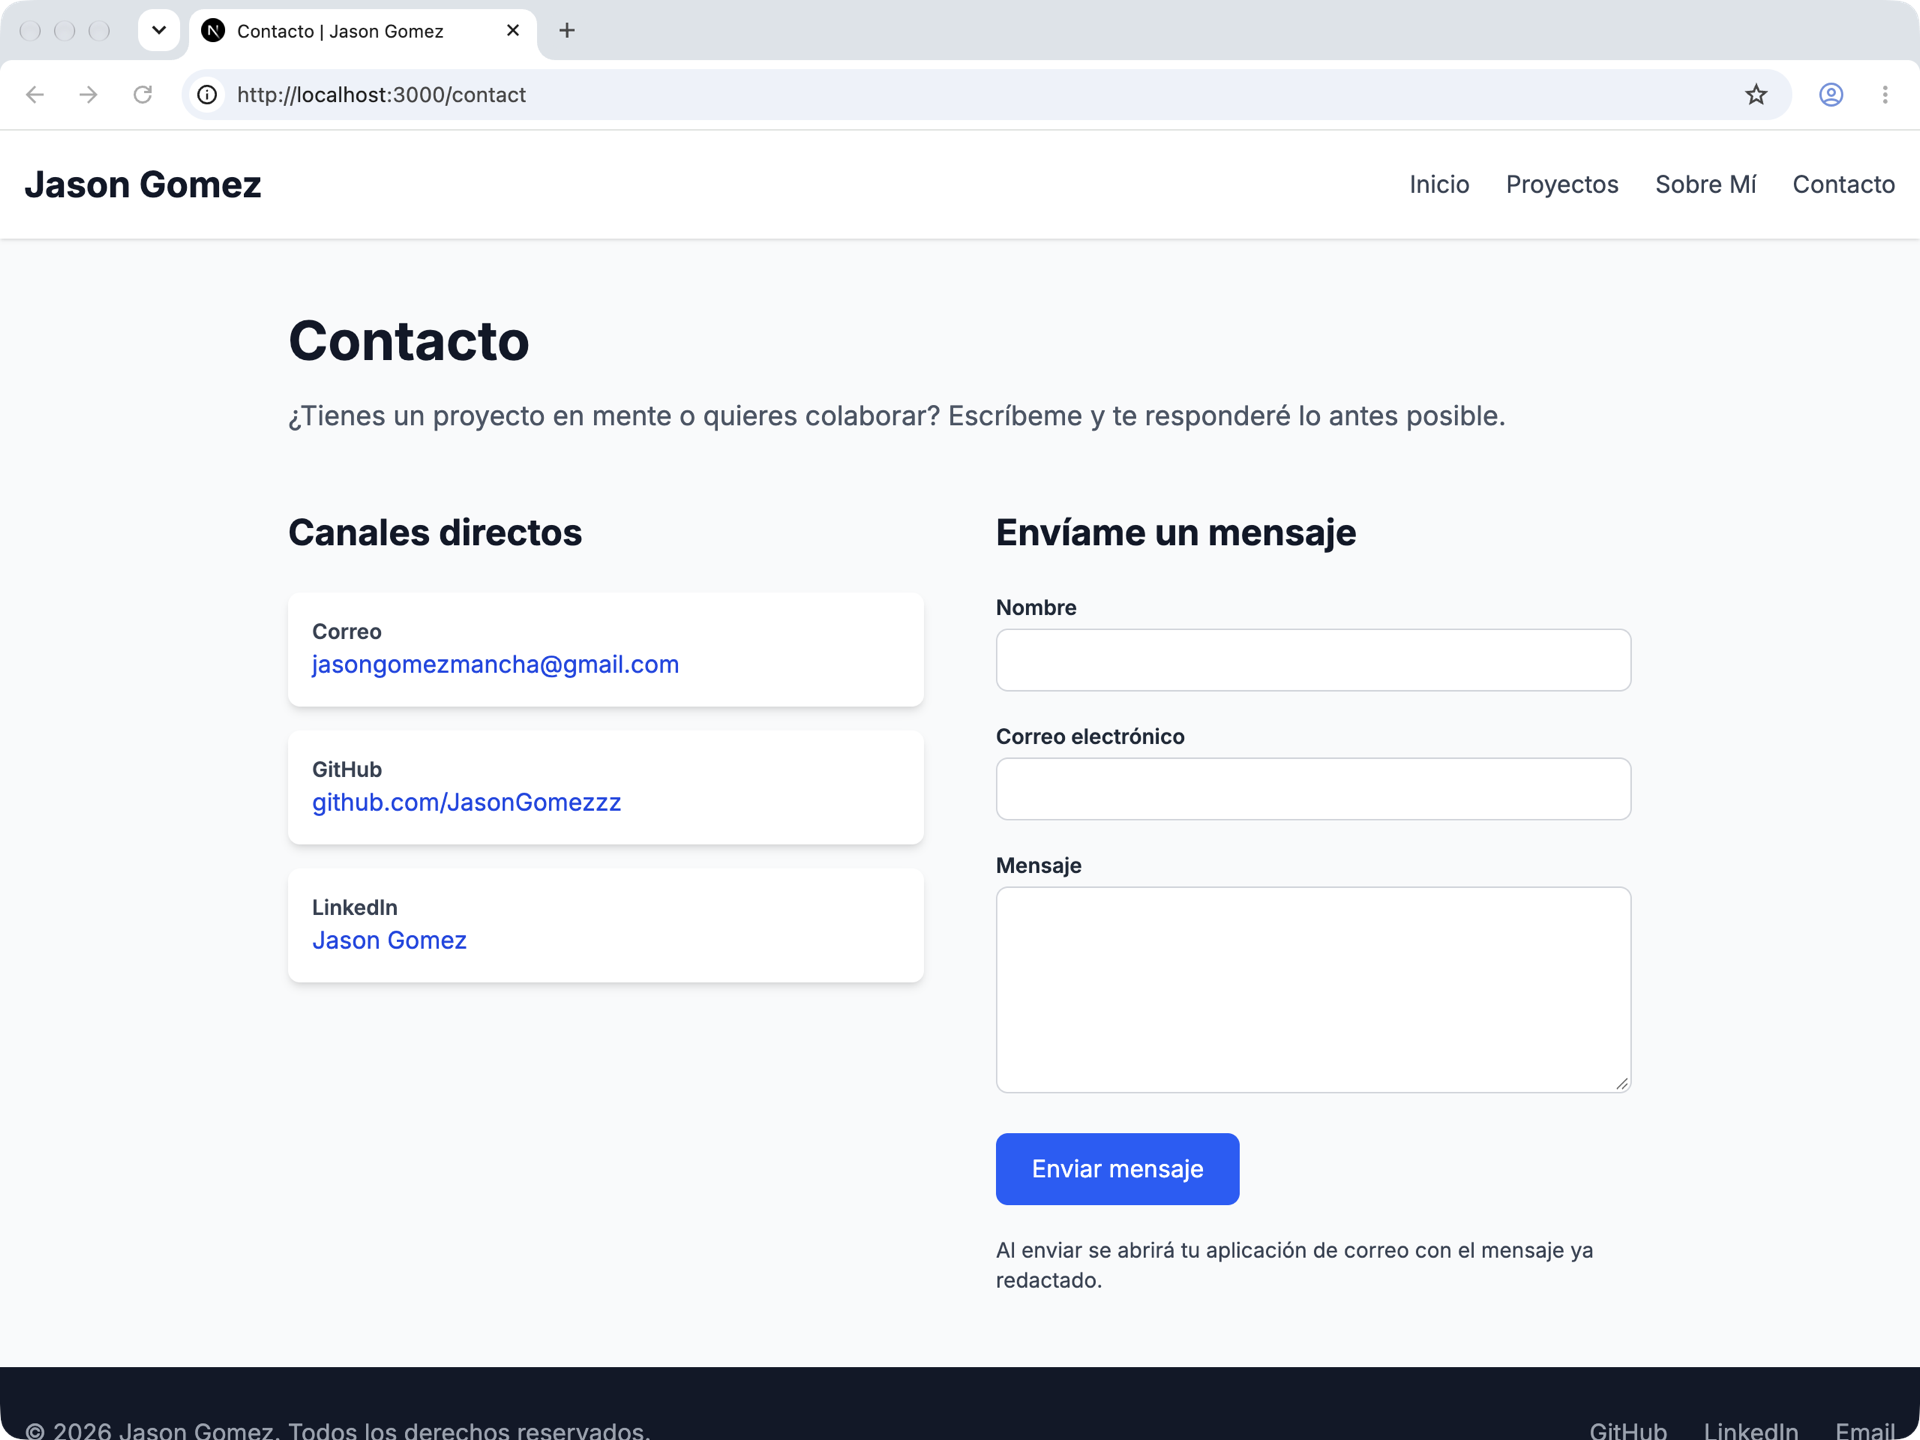 Contacto | Jason Gomez
http://localhost:3000/contact
Jason Gomez
Inicio
Proyectos
Sobre Mí
Contacto
Contacto
¿Tienes un proyecto en mente o quieres colaborar? Escríbeme y te responderé lo antes posible.
Canales directos
Correo
jasongomezmancha@gmail.com
GitHub
github.com/JasonGomezzz
LinkedIn
Jason Gomez
Envíame un mensaje
Nombre
Correo electrónico
Mensaje
Enviar mensaje
Al enviar se abrirá tu aplicación de correo con el mensaje ya
redactado.
© 2026 Jason Gomez. Todos los derechos reservados.
GitHub
LinkedIn
Email